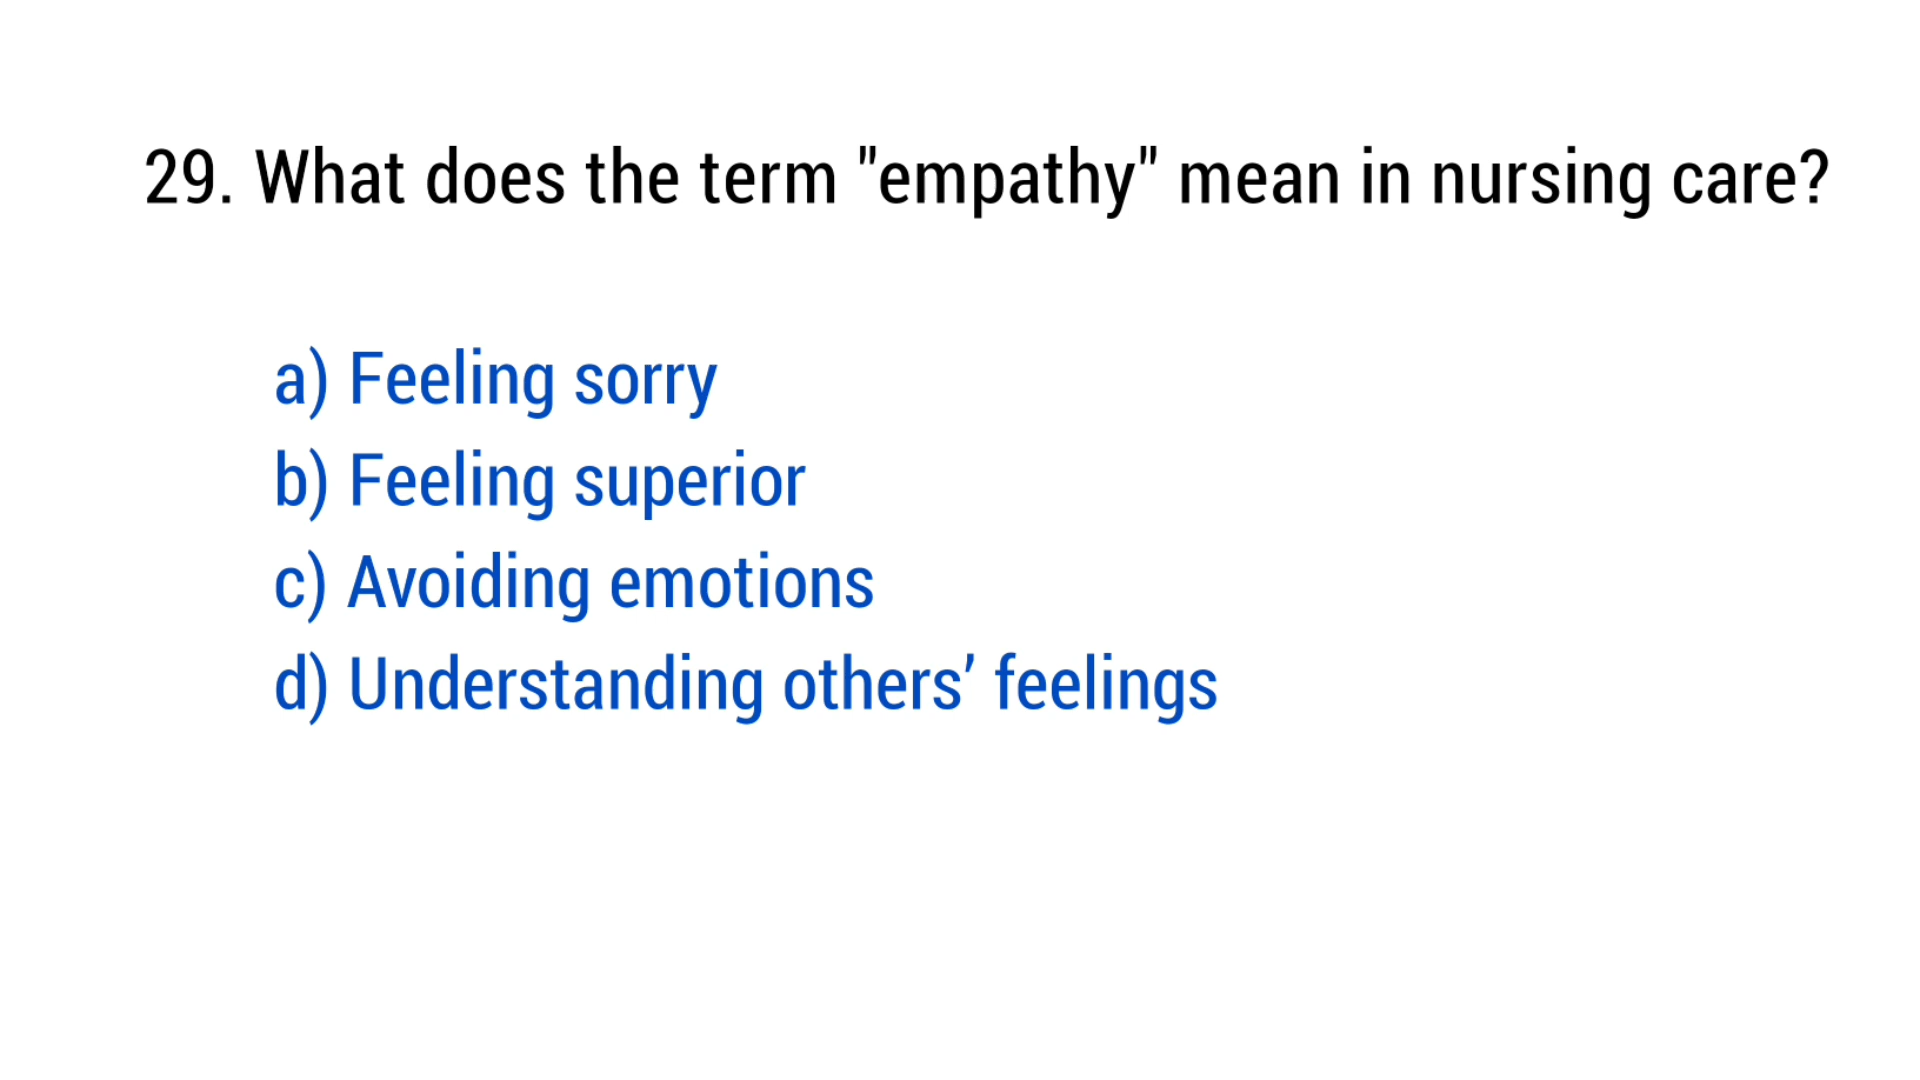 29. What does the term "empathy" mean in nursing care?
a) Feeling sorry
b) Feeling superior
c) Avoiding emotions
d) Understanding others’ feelings